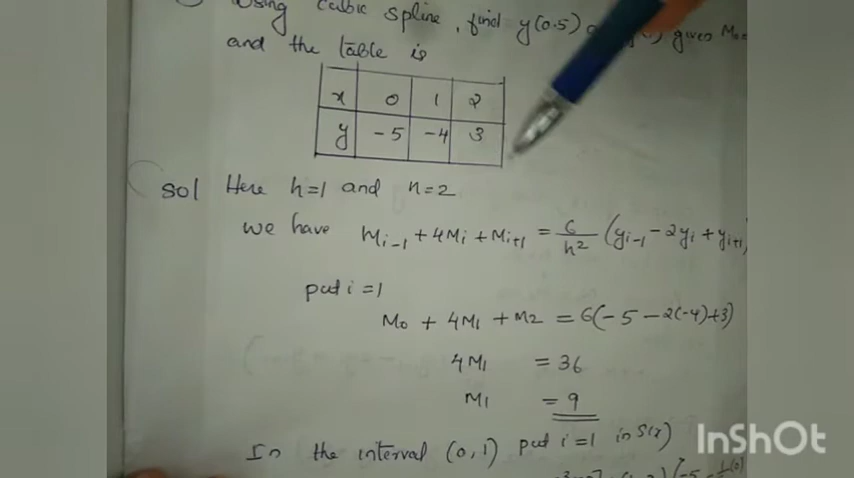 Using cubic spline, find y(0.5) given M₀ =
and the table is
x 0 1 2
y -5 -4 3
Sol Here h=1 and n=2
we have Mi-1 + 4Mi + Mi+1 = 6/h² (yi-1 - 2yi + yi+1)
put i=1
M₀ + 4M₁ + M₂ = 6(-5-2(-4)+3)
4M₁ = 36
M₁ = 9
In the interval (0,1) put i=1 in S(x)
InShOt